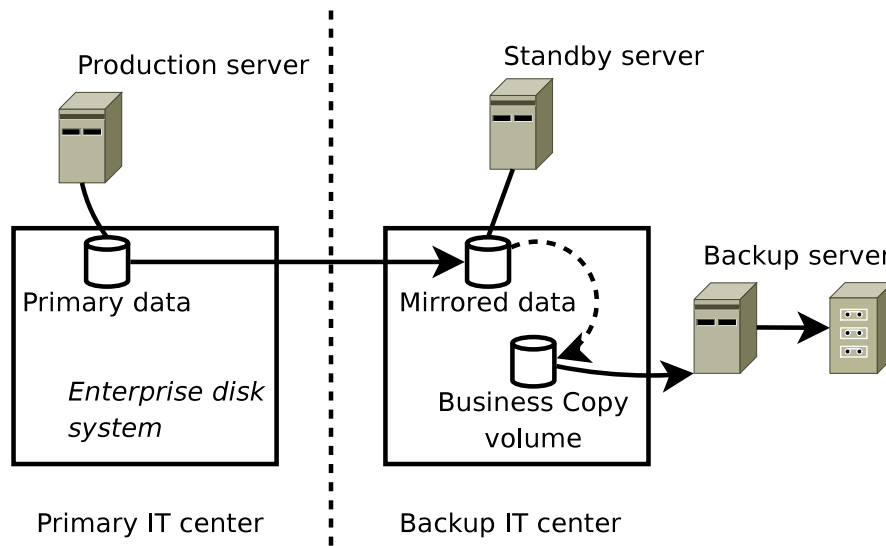 Production server
Standby server
Backup server
Primary data
Mirrored data
Enterprise disk
system
Business Copy
volume
Primary IT center
Backup IT center